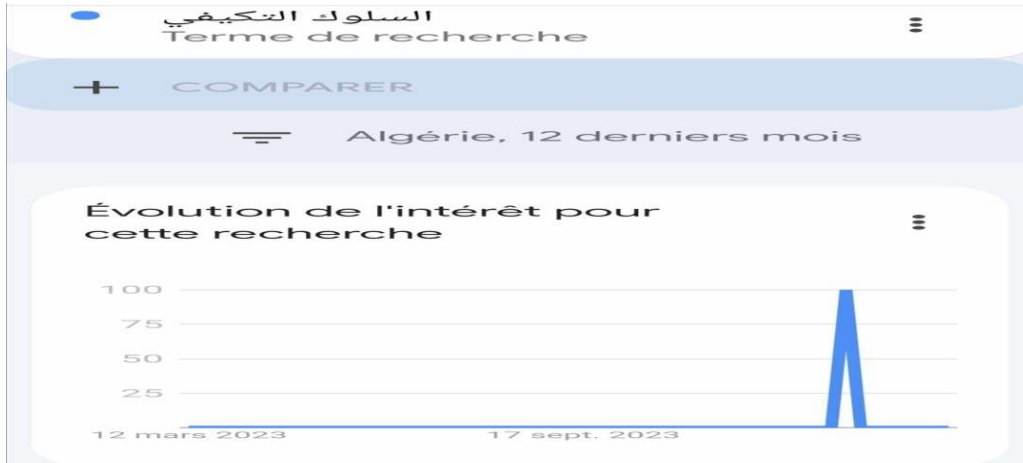 السلوك التكيفي
Terme de recherche
COMPARER
Algérie, 12 derniers mois
Évolution de l'intérêt pour
cette recherche
100
75
50
25
12 mars 2023 17 sept. 2023